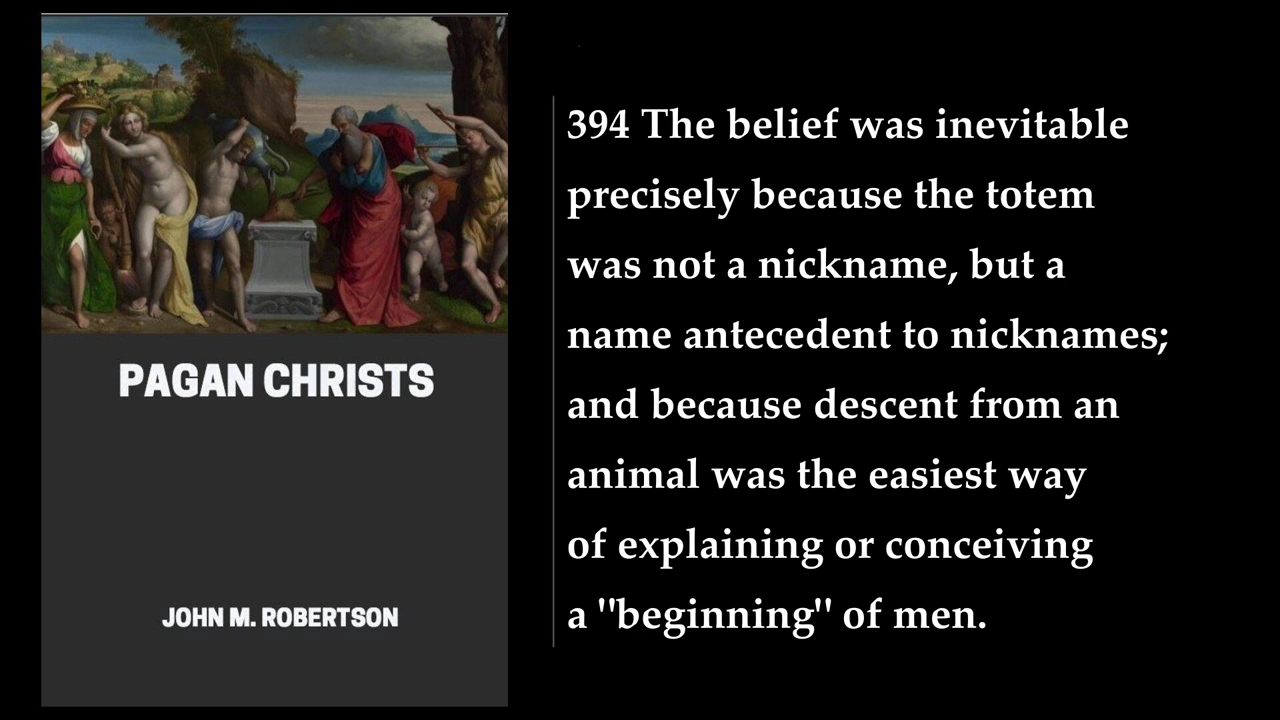 PAGAN CHRISTS
JOHN M. ROBERTSON
394 The belief was inevitable
precisely because the totem
was not a nickname, but a
name antecedent to nicknames;
and because descent from an
animal was the easiest way
of explaining or conceiving
a "beginning" of men.